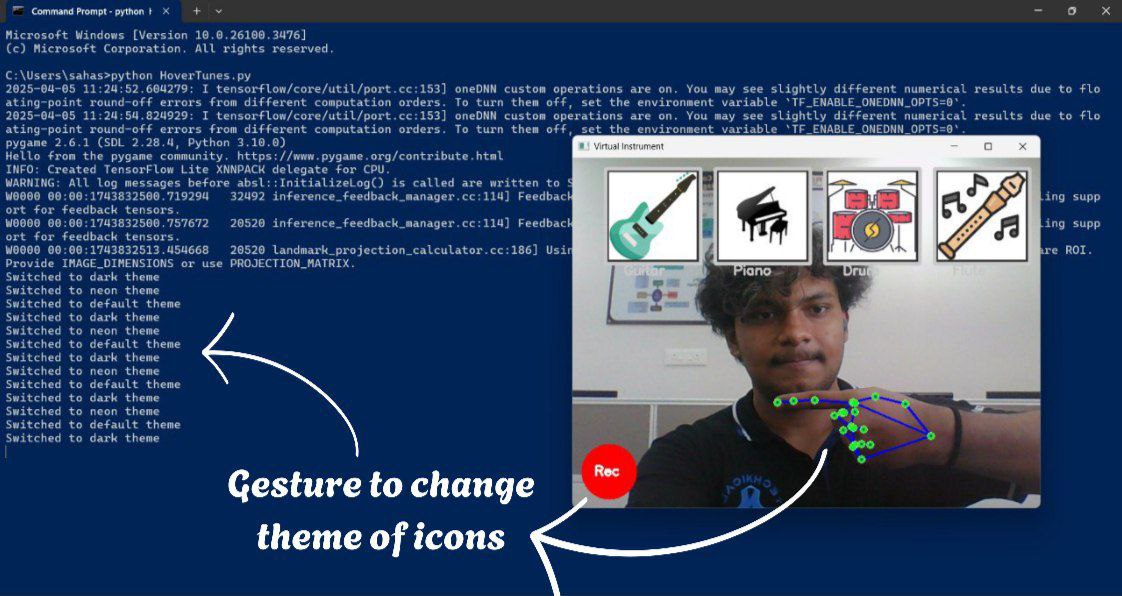 Command Prompt - python H
Microsoft Windows [Version 10.0.26100.3476]
(c) Microsoft Corporation. All rights reserved.
C:\Users\sahas>python HoverTunes.py
2025-04-05 11:24:52.604279: I tensorflow/core/util/port.cc:153] oneDNN custom operations are on. You may see slightly different numerical results due to flo
ating-point round-off errors from different computation orders. To turn them off, set the environment variable `TF_ENABLE_ONEDNN_OPTS=0`.
2025-04-05 11:24:54.824929: I tensorflow/core/util/port.cc:153] oneDNN custom operations are on. You may see slightly different numerical results due to flo
ating-point round-off errors from different computation orders. To turn them off, set the environment variable `TF_ENABLE_ONEDNN_OPTS=0`.
pygame 2.6.1 (SDL 2.28.4, Python 3.10.0)
Hello from the pygame community. https://www.pygame.org/contribute.html
INFO: Created TensorFlow Lite XNNPACK delegate for CPU.
WARNING: All log messages before absl::InitializeLog() is called are written to S
W0000 00:00:1743832500.719294   32492 inference_feedback_manager.cc:114] Feedback ing supp
ort for feedback tensors.
W0000 00:00:1743832500.757672   20520 inference_feedback_manager.cc:114] Feedback ing supp
ort for feedback tensors.
W0000 00:00:1743832513.454668   20520 landmark_projection_calculator.cc:186] Usin are ROI.
Provide IMAGE_DIMENSIONS or use PROJECTION_MATRIX.
Switched to dark theme
Switched to neon theme
Switched to default theme
Switched to dark theme
Switched to neon theme
Switched to default theme
Switched to dark theme
Switched to neon theme
Switched to default theme
Switched to dark theme
Switched to neon theme
Switched to default theme
Switched to dark theme
Virtual Instrument
Guitar
Piano
Drum
Flute
Rec
Gesture to change
theme of icons